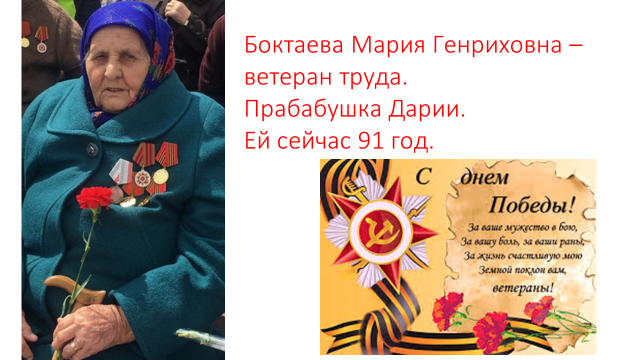 Боктаева Мария Генриховна –
ветеран труда.
Прабабушка Дарии.
Ей сейчас 91 год.
С днем
Победы!
За ваше мужество в бою,
За вашу боль, за ваши раны,
За жизнь счастливую мою
Земной поклон вам,
ветераны!